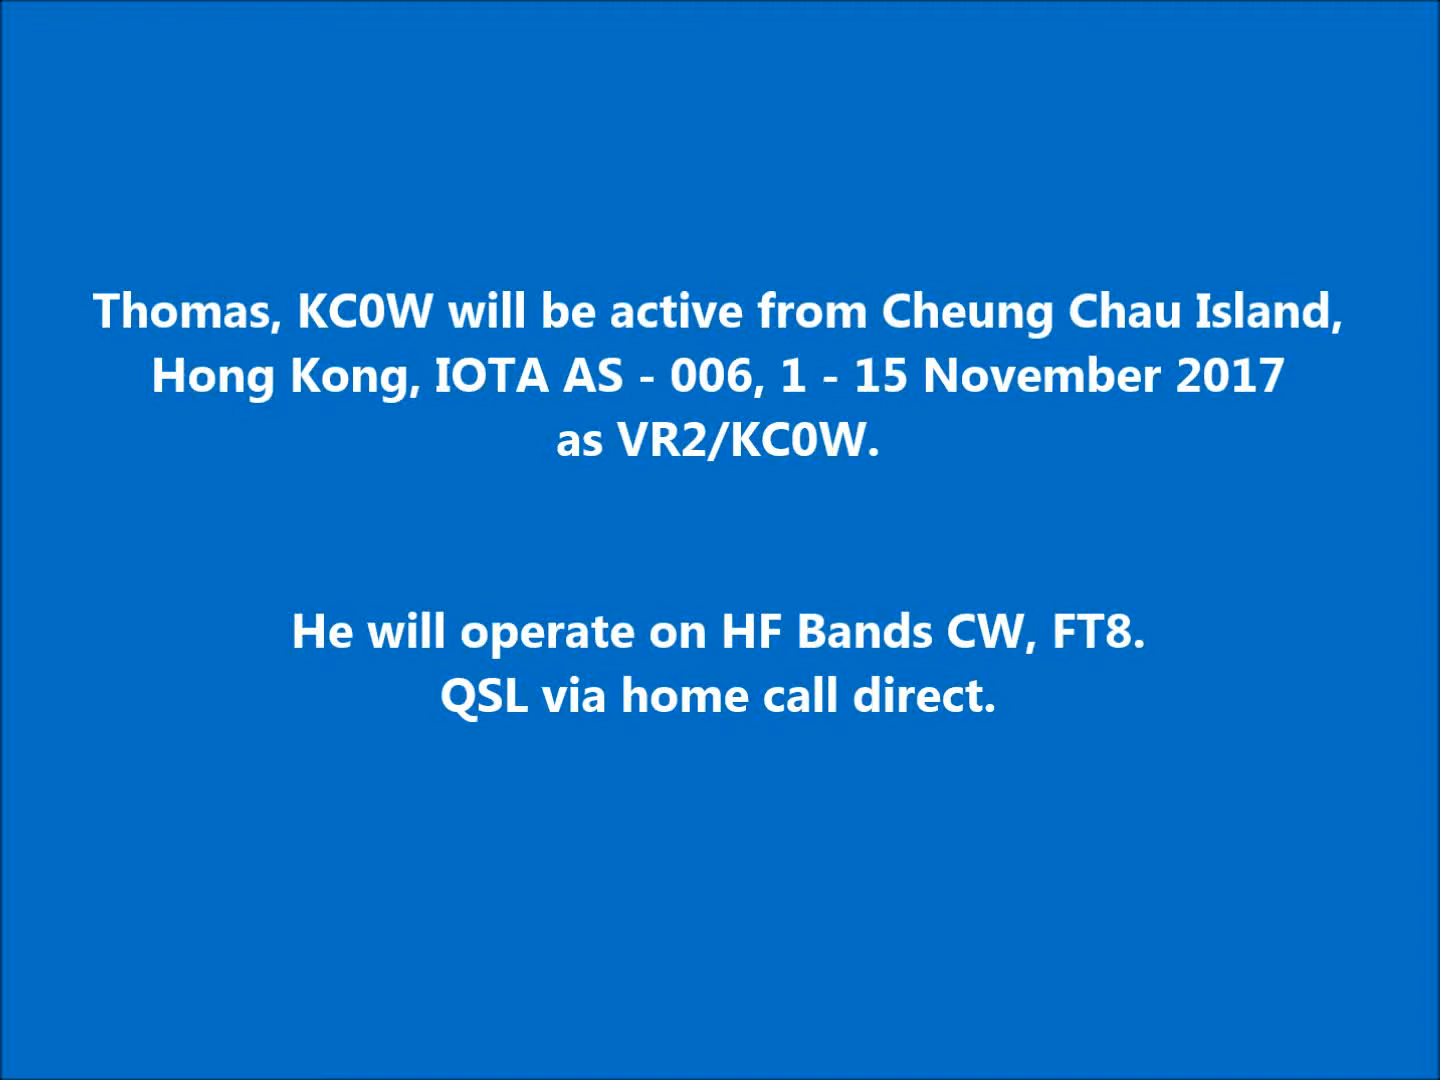 Thomas, KC0W will be active from Cheung Chau Island,
Hong Kong, IOTA AS - 006, 1 - 15 November 2017
as VR2/KC0W.
He will operate on HF Bands CW, FT8.
QSL via home call direct.